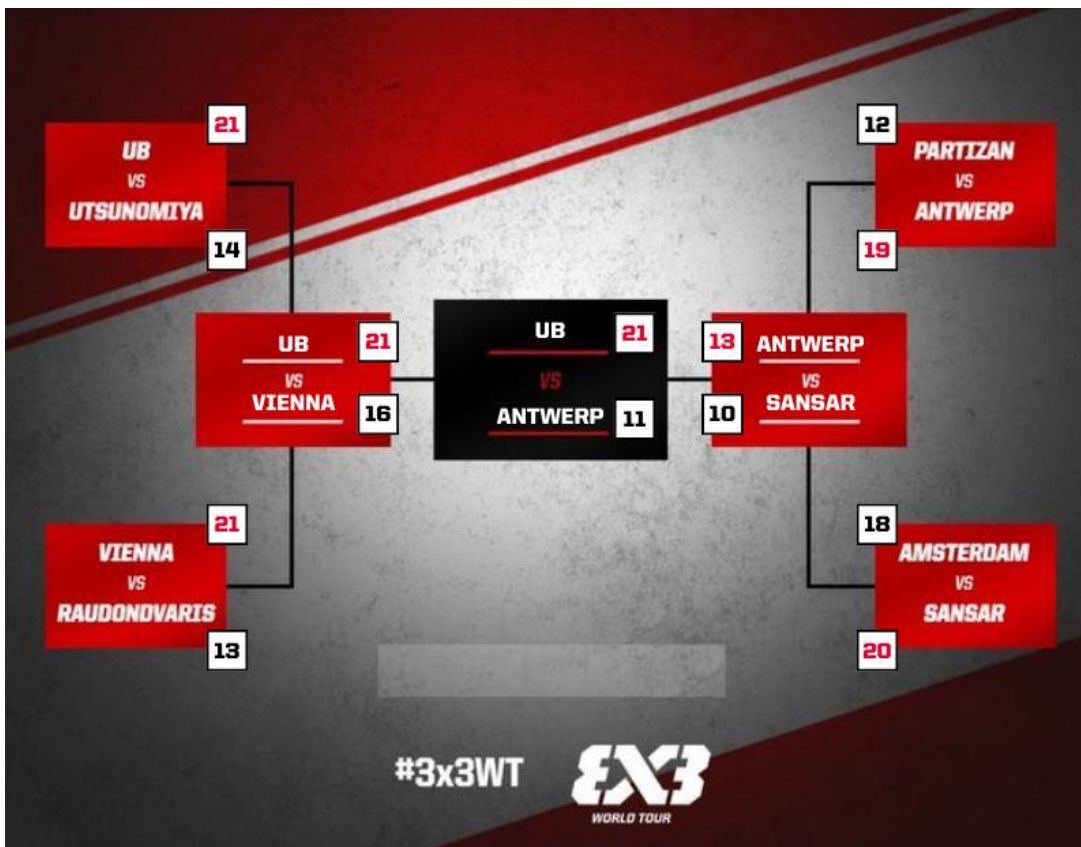 21
UB
VS
UTSUNOMIYA
14
21
VIENNA
VS
RAUDONDVARIS
13
UB 21
VS
VIENNA 16
UB 21
VS
ANTWERP 11
13 ANTWERP
VS
10 SANSAR
12
PARTIZAN
VS
ANTWERP
19
18
AMSTERDAM
VS
SANSAR
20
#3x3WT
3X3
WORLD TOUR